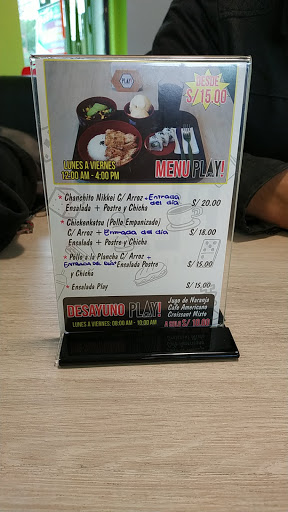 PLAY
DESDE
S/15.00
LUNES A VIERNES
12:00 AM - 4:00 PM
MENU PLAY!
* Chanchito Nikkei C/ Arroz + Entrada del día
Ensalada + Postre y Chicha S/ 20.00
* Chickenkatsu (Pollo Empanizado)
C/ Arroz + Entrada del día S/ 18.00
Ensalada + Postre y Chicha
* Pollo a la Plancha C/ Arroz +
Entrada del día Ensalada Postre S/ 15.00
y Chicha
* Ensalada Play S/ 15.00
DESAYUNO PLAY!
LUNES A VIERNES: 08:00 AM - 10:00 AM
Jugo de Naranja
Café Americano
Croissant Mixto
A SOLO S/ 10.00